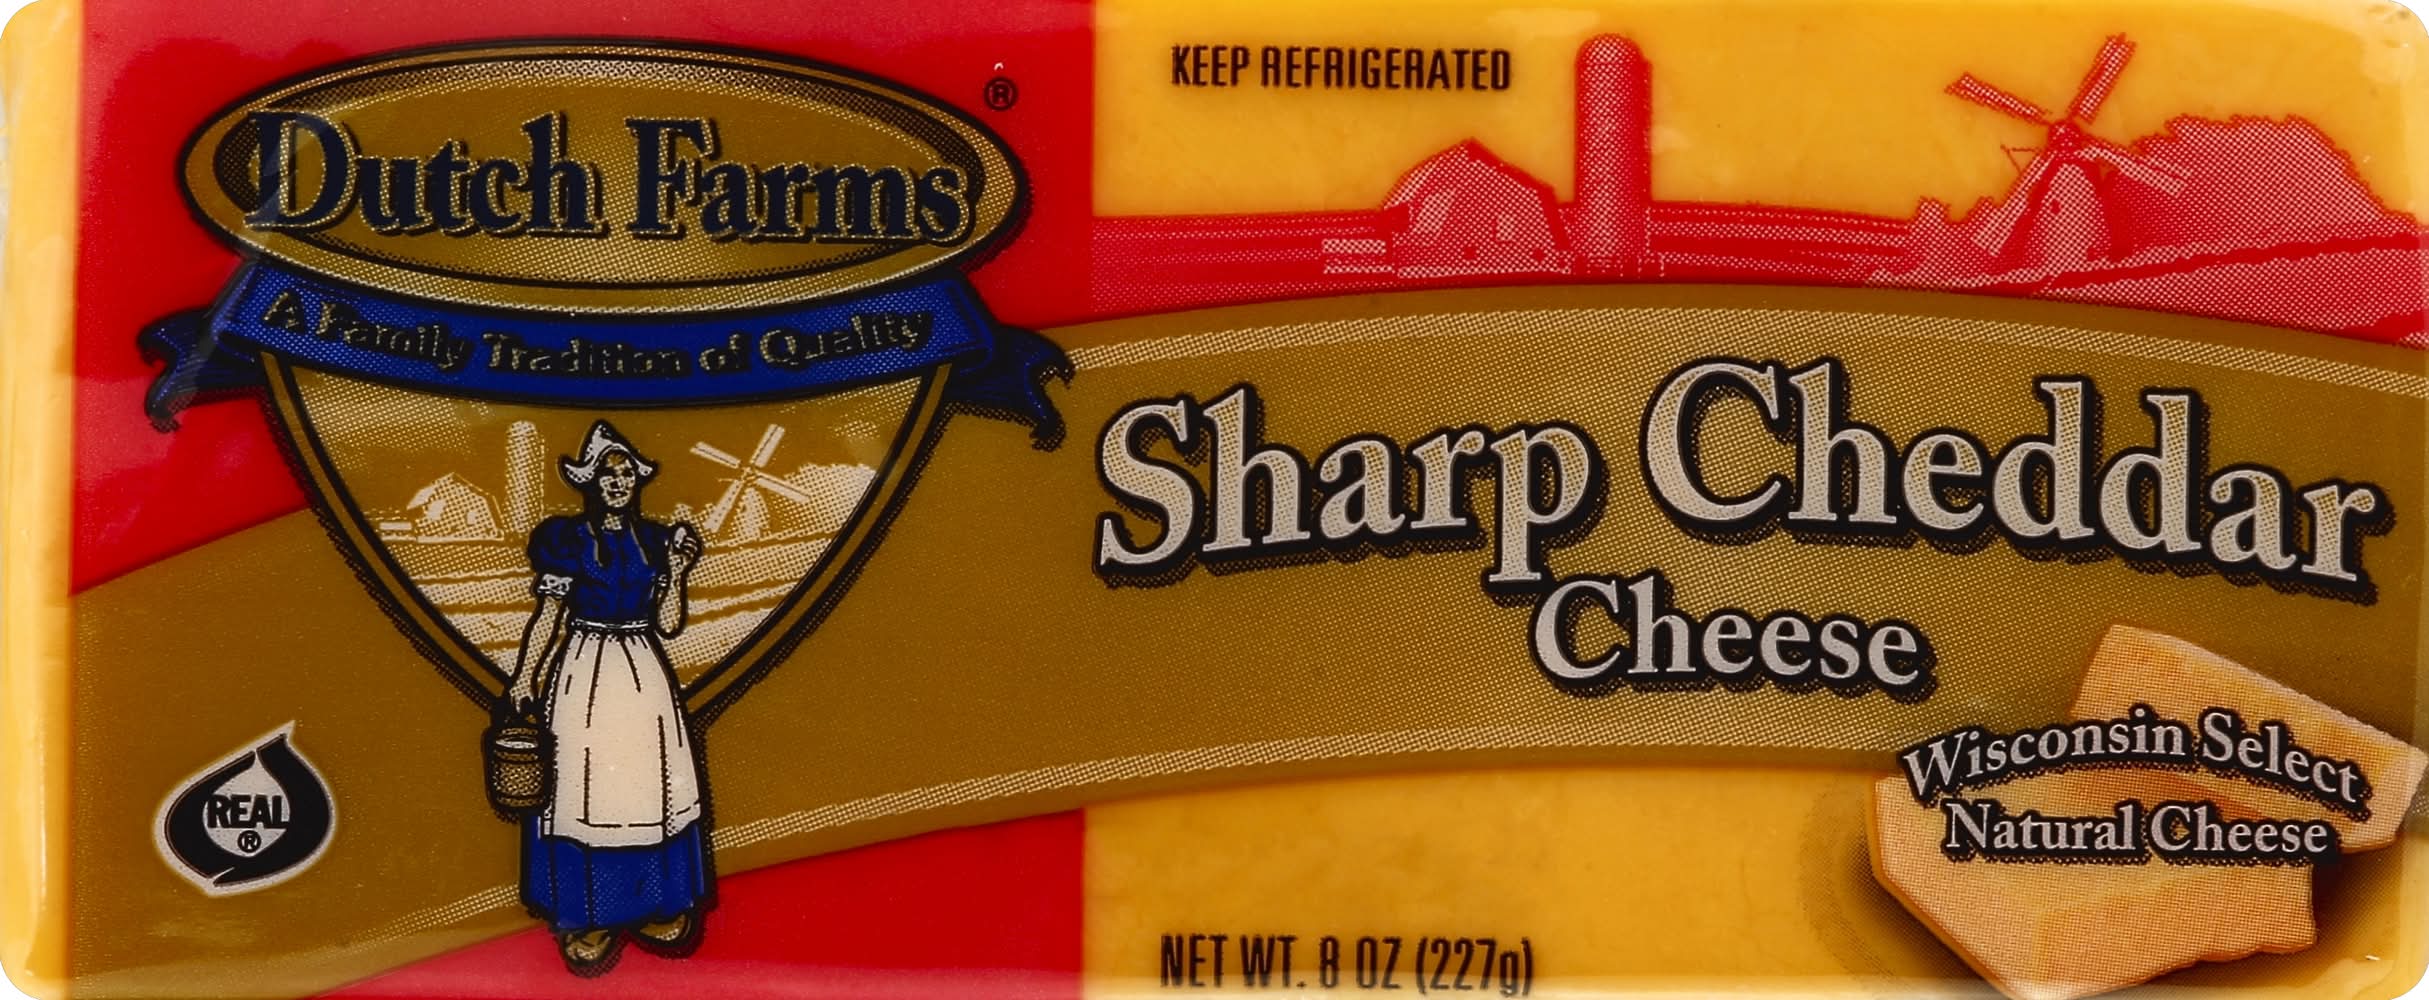 Dutch Farms
®
A Family Tradition of Quality
KEEP REFRIGERATED
Sharp Cheddar
Cheese
Wisconsin Select
Natural Cheese
REAL
®
NET WT. 8 OZ (227g)